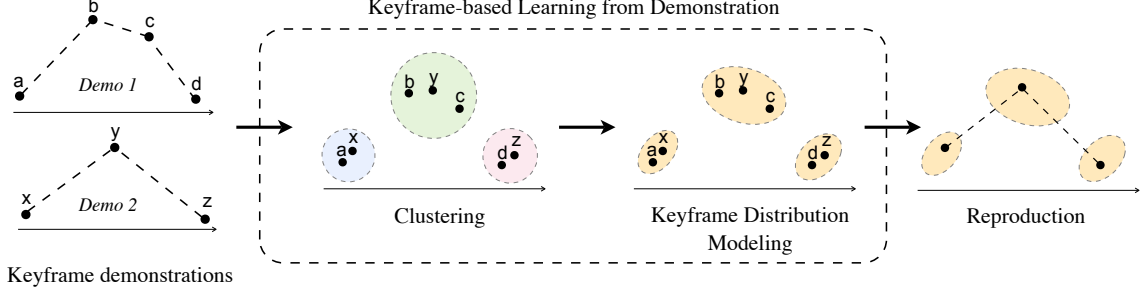 Keyframe-based Learning from Demonstration
b
c
a
Demo 1
d
y
x
Demo 2
z
Keyframe demonstrations
b y
c
x
a
z
d
Clustering
b y
c
x
a
z
d
Keyframe Distribution
Modeling
Reproduction